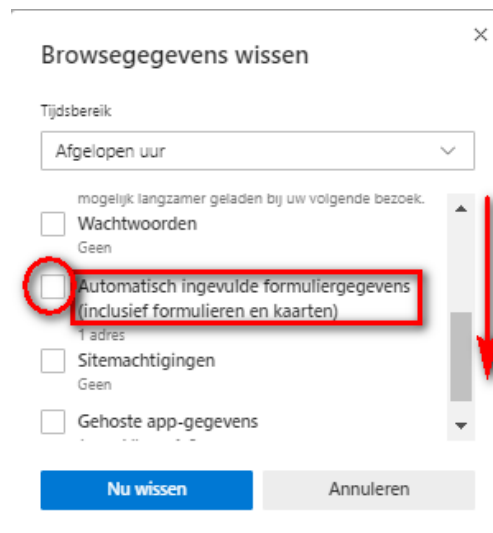 Browsegegevens wissen
Tijdsbereik
Afgelopen uur
mogelijk langzamer geladen bij uw volgende bezoek.
Wachtwoorden
Geen
Automatisch ingevulde formuliergegevens
(inclusief formulieren en kaarten)
1 adres
Sitemachtigingen
Geen
Gehoste app-gegevens
Nu wissen
Annuleren